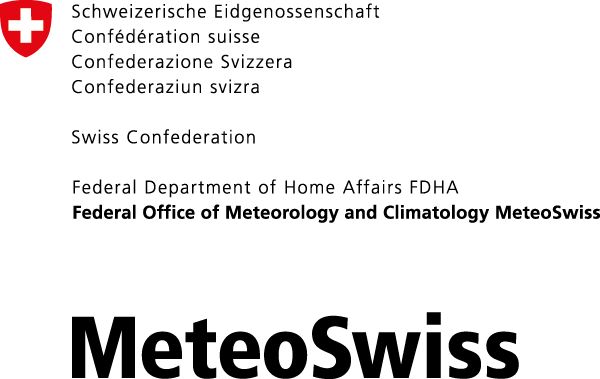 Schweizerische Eidgenossenschaft
Confédération suisse
Confederazione Svizzera
Confederaziun svizra
Swiss Confederation
Federal Department of Home Affairs FDHA
Federal Office of Meteorology and Climatology MeteoSwiss
MeteoSwiss